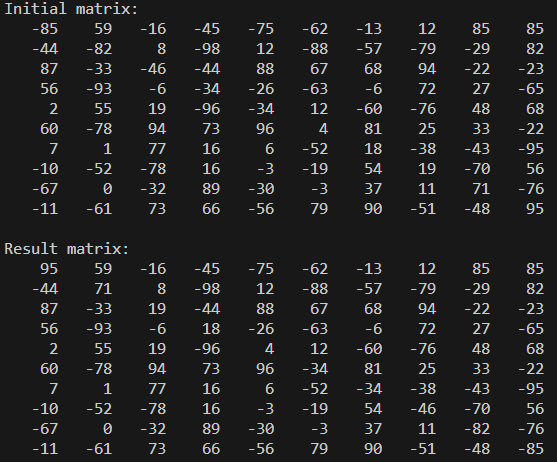 Initial matrix:
-85 59 -16 -45 -75 -62 -13 12 85 85
-44 -82 8 -98 12 -88 -57 -79 -29 82
87 -33 -46 -44 88 67 68 94 -22 -23
56 -93 -6 -34 -26 -63 -6 72 27 -65
2 55 19 -96 -34 12 -60 -76 48 68
60 -78 94 73 96 4 81 25 33 -22
7 1 77 16 6 -52 18 -38 -43 -95
-10 -52 -78 16 -3 -19 54 19 -70 56
-67 0 -32 89 -30 -3 37 11 71 -76
-11 -61 73 66 -56 79 90 -51 -48 95
Result matrix:
95 59 -16 -45 -75 -62 -13 12 85 85
-44 71 8 -98 12 -88 -57 -79 -29 82
87 -33 19 -44 88 67 68 94 -22 -23
56 -93 -6 18 -26 -63 -6 72 27 -65
2 55 19 -96 4 12 -60 -76 48 68
60 -78 94 73 96 -34 81 25 33 -22
7 1 77 16 6 -52 -34 -38 -43 -95
-10 -52 -78 16 -3 -19 54 -46 -70 56
-67 0 -32 89 -30 -3 37 11 -82 -76
-11 -61 73 66 -56 79 90 -51 -48 -85